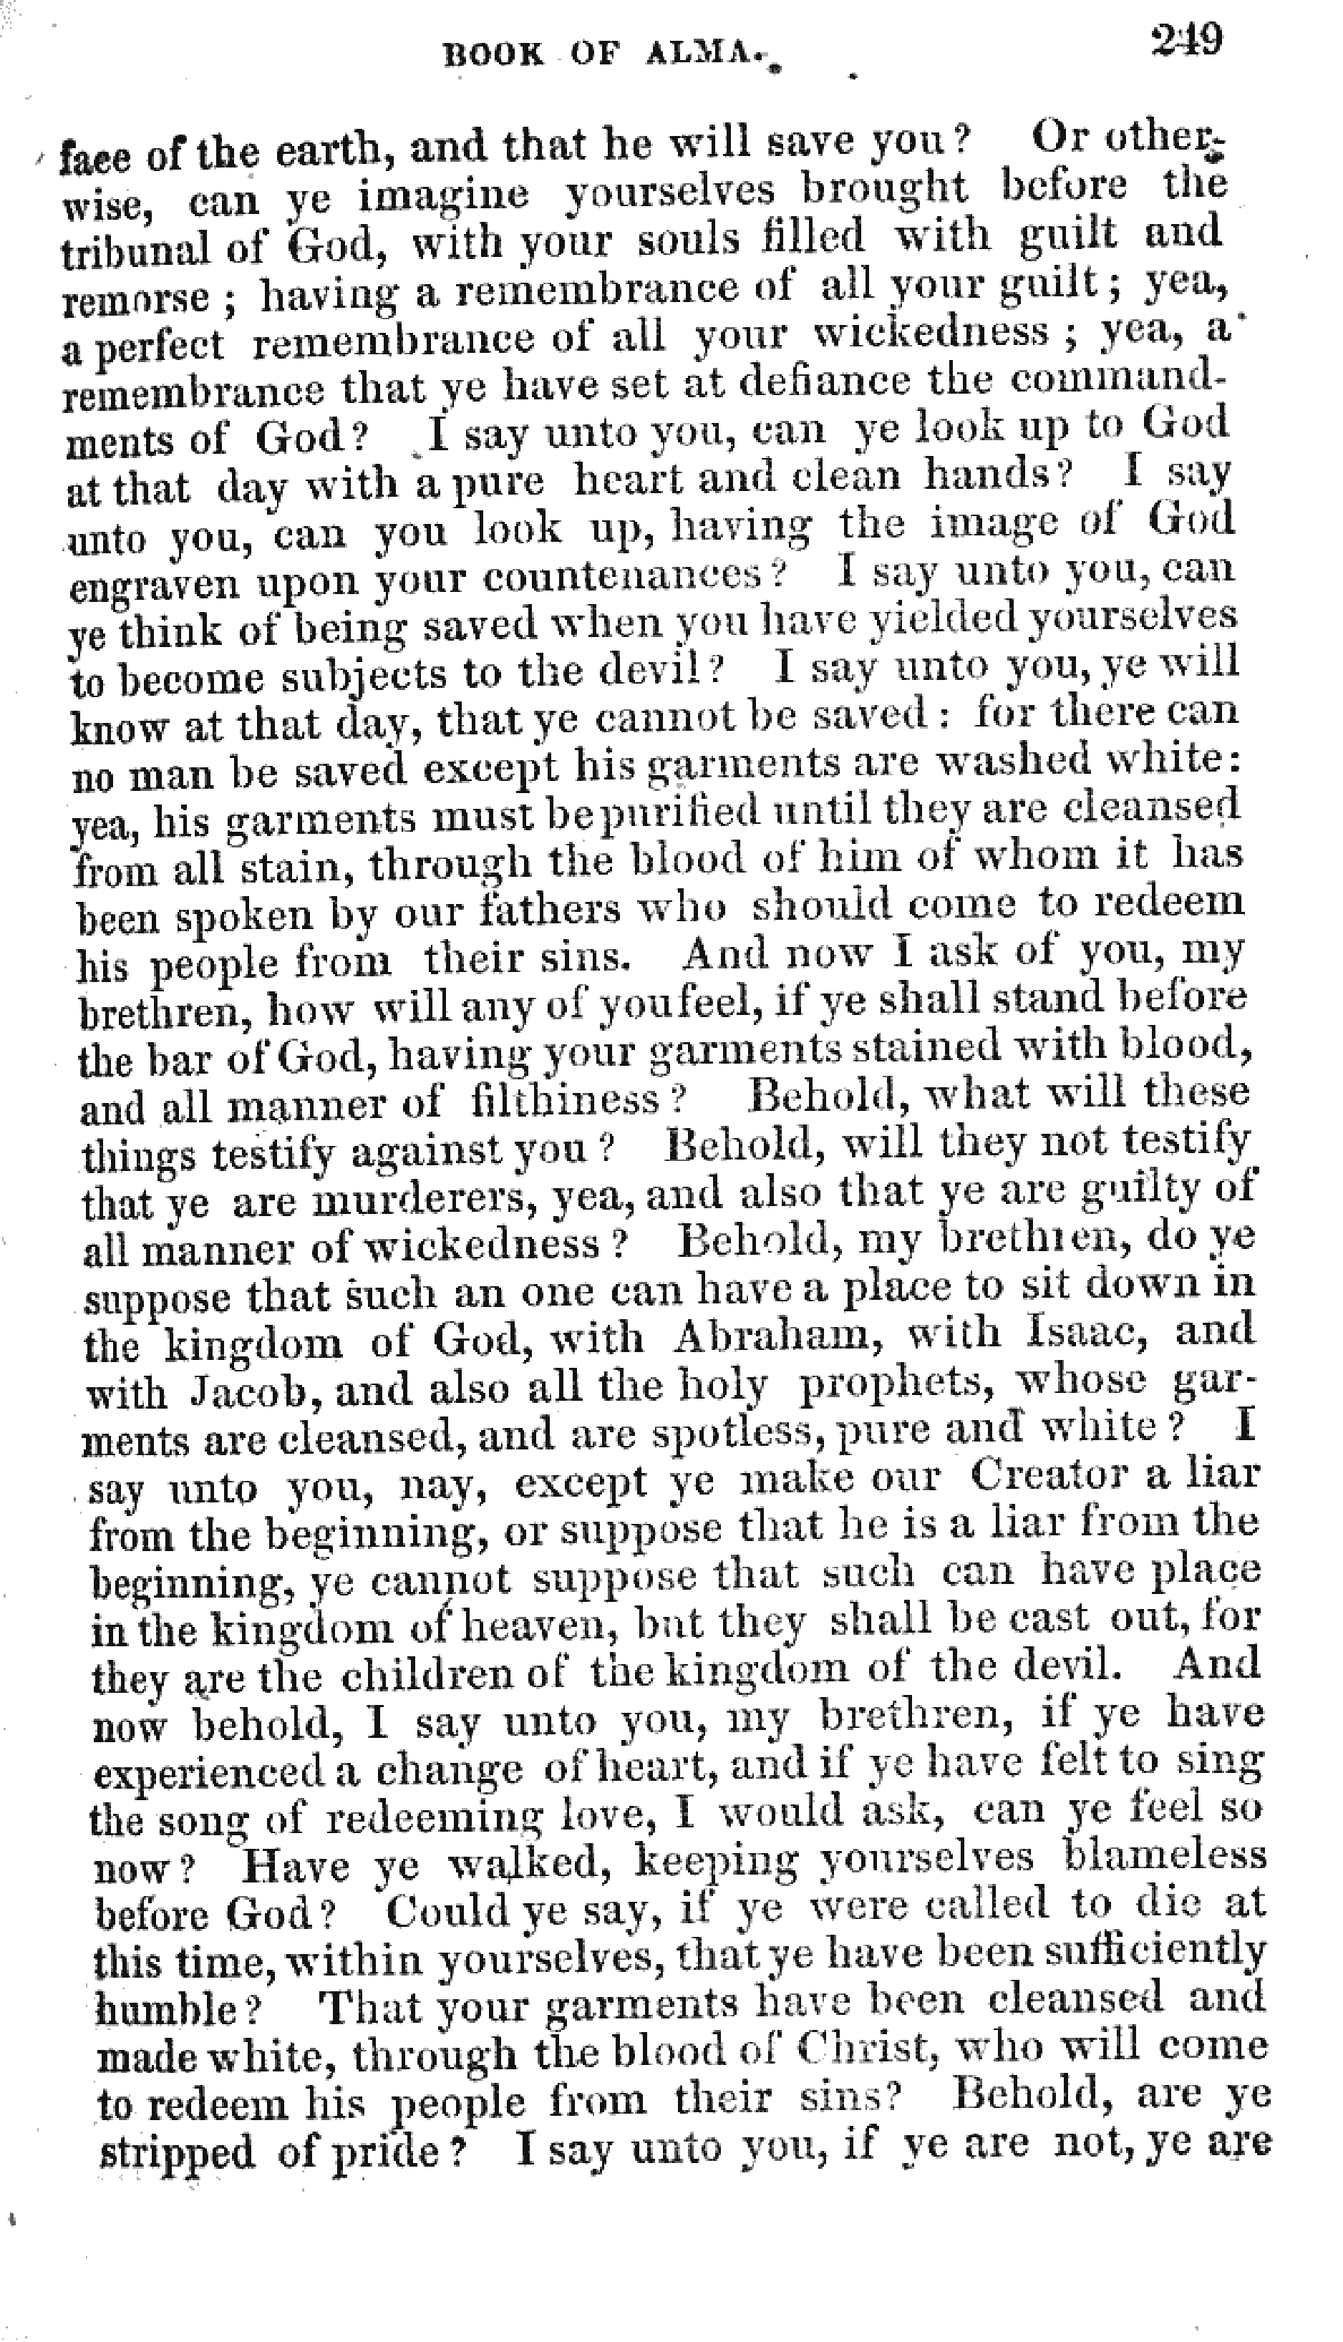 BOOK OF ALMA. 249
face of the earth, and that he will save you? Or other-
wise, can ye imagine yourselves brought before the
tribunal of God, with your souls filled with guilt and
remorse; having a remembrance of all your guilt; yea,
a perfect remembrance of all your wickedness; yea, a
remembrance that ye have set at defiance the command-
ments of God? I say unto you, can ye look up to God
at that day with a pure heart and clean hands? I say
unto you, can you look up, having the image of God
engraven upon your countenances? I say unto you, can
ye think of being saved when you have yielded yourselves
to become subjects to the devil? I say unto you, ye will
know at that day, that ye cannot be saved: for there can
no man be saved except his garments are washed white:
yea, his garments must be purified until they are cleansed
from all stain, through the blood of him of whom it has
been spoken by our fathers who should come to redeem
his people from their sins. And now I ask of you, my
brethren, how will any of you feel, if ye shall stand before
the bar of God, having your garments stained with blood,
and all manner of filthiness? Behold, what will these
things testify against you? Behold, will they not testify
that ye are murderers, yea, and also that ye are guilty of
all manner of wickedness? Behold, my brethren, do ye
suppose that such an one can have a place to sit down in
the kingdom of God, with Abraham, with Isaac, and
with Jacob, and also all the holy prophets, whose gar-
ments are cleansed, and are spotless, pure and white? I
say unto you, nay, except ye make our Creator a liar
from the beginning, or suppose that he is a liar from the
beginning, ye cannot suppose that such can have place
in the kingdom of heaven, but they shall be cast out, for
they are the children of the kingdom of the devil. And
now behold, I say unto you, my brethren, if ye have
experienced a change of heart, and if ye have felt to sing
the song of redeeming love, I would ask, can ye feel so
now? Have ye walked, keeping yourselves blameless
before God? Could ye say, if ye were called to die at
this time, within yourselves, that ye have been sufficiently
humble? That your garments have been cleansed and
made white, through the blood of Christ, who will come
to redeem his people from their sins? Behold, are ye
stripped of pride? I say unto you, if ye are not, ye are